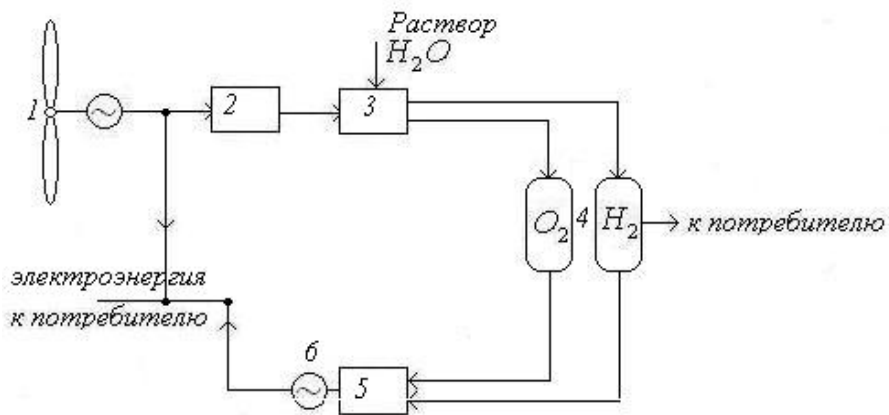 Раствор
H₂O
1
2
3
O₂
4
H₂
к потребителю
электроэнергия
к потребителю
6
5